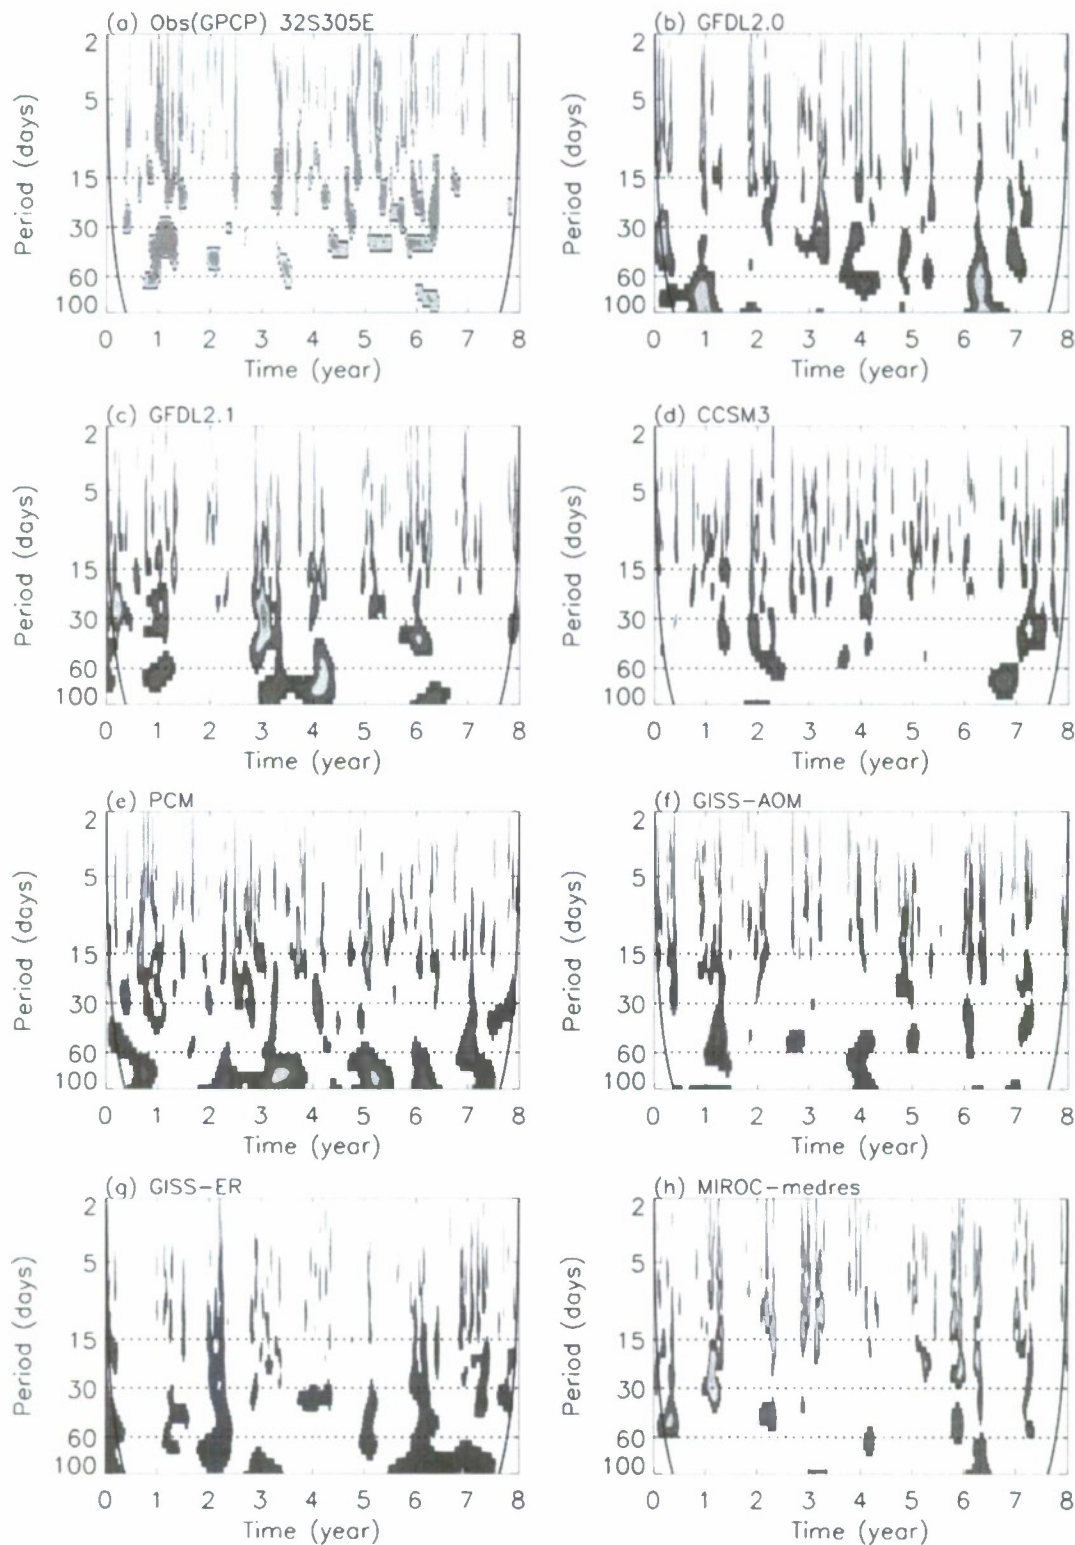 (a) Obs(GPCP) 32S305E
2
5
15
30
60
100
Period (days)
0 1 2 3 4 5 6 7 8
Time (year)
(b) GFDL2.0
2
5
15
30
60
100
Period (days)
0 1 2 3 4 5 6 7 8
Time (year)
(c) GFDL2.1
2
5
15
30
60
100
Period (days)
0 1 2 3 4 5 6 7 8
Time (year)
(d) CCSM3
2
5
15
30
60
100
Period (days)
0 1 2 3 4 5 6 7 8
Time (year)
(e) PCM
2
5
15
30
60
100
Period (days)
0 1 2 3 4 5 6 7 8
Time (year)
(f) GISS-AOM
2
5
15
30
60
100
Period (days)
0 1 2 3 4 5 6 7 8
Time (year)
(g) GISS-ER
2
5
15
30
60
100
Period (days)
0 1 2 3 4 5 6 7 8
Time (year)
(h) MIROC-medres
2
5
15
30
60
100
Period (days)
0 1 2 3 4 5 6 7 8
Time (year)